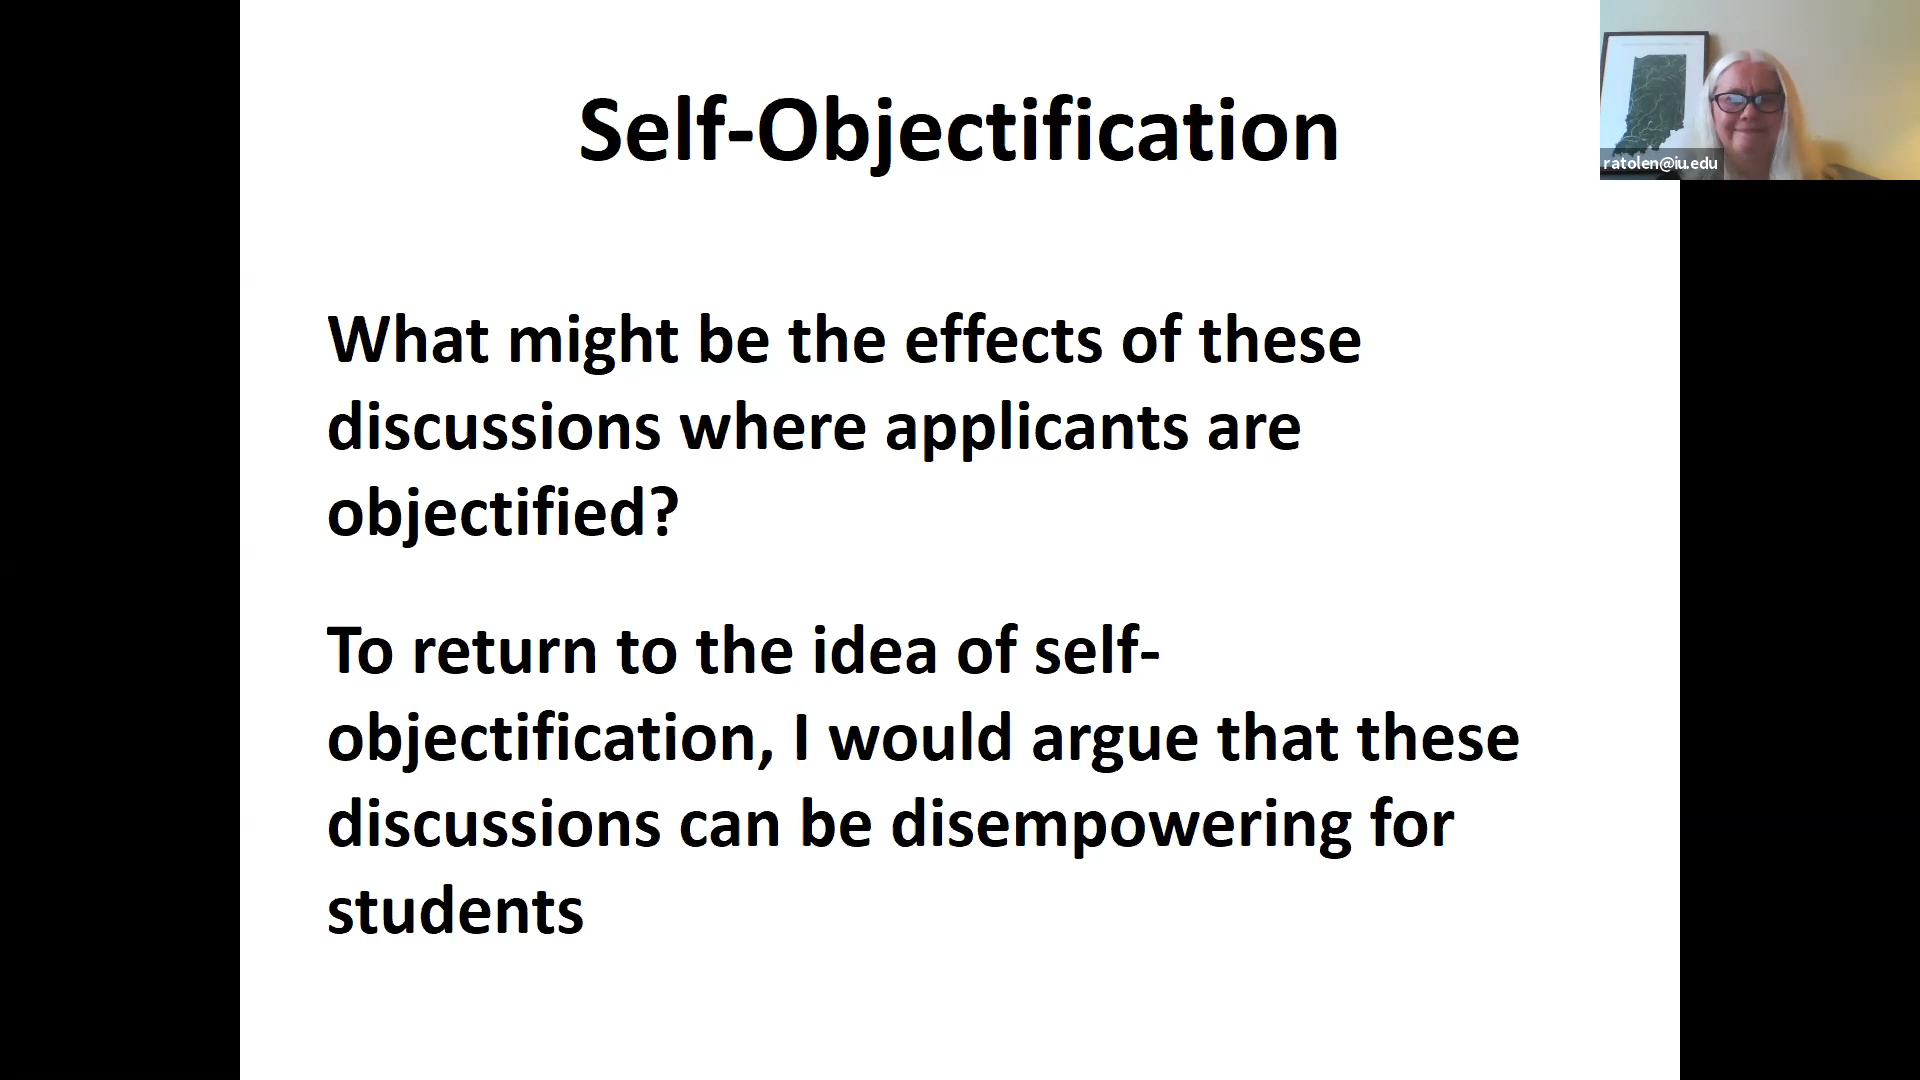 Self-Objectification
ratolen@iu.edu
What might be the effects of these
discussions where applicants are
objectified?
To return to the idea of self-
objectification, I would argue that these
discussions can be disempowering for
students